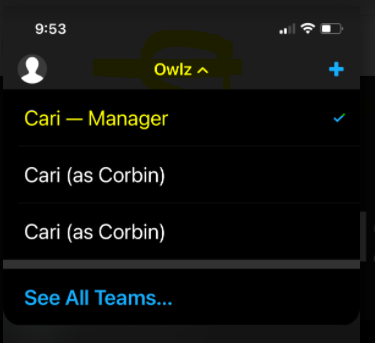 9:53
Owlz
Cari — Manager
Cari (as Corbin)
Cari (as Corbin)
See All Teams...